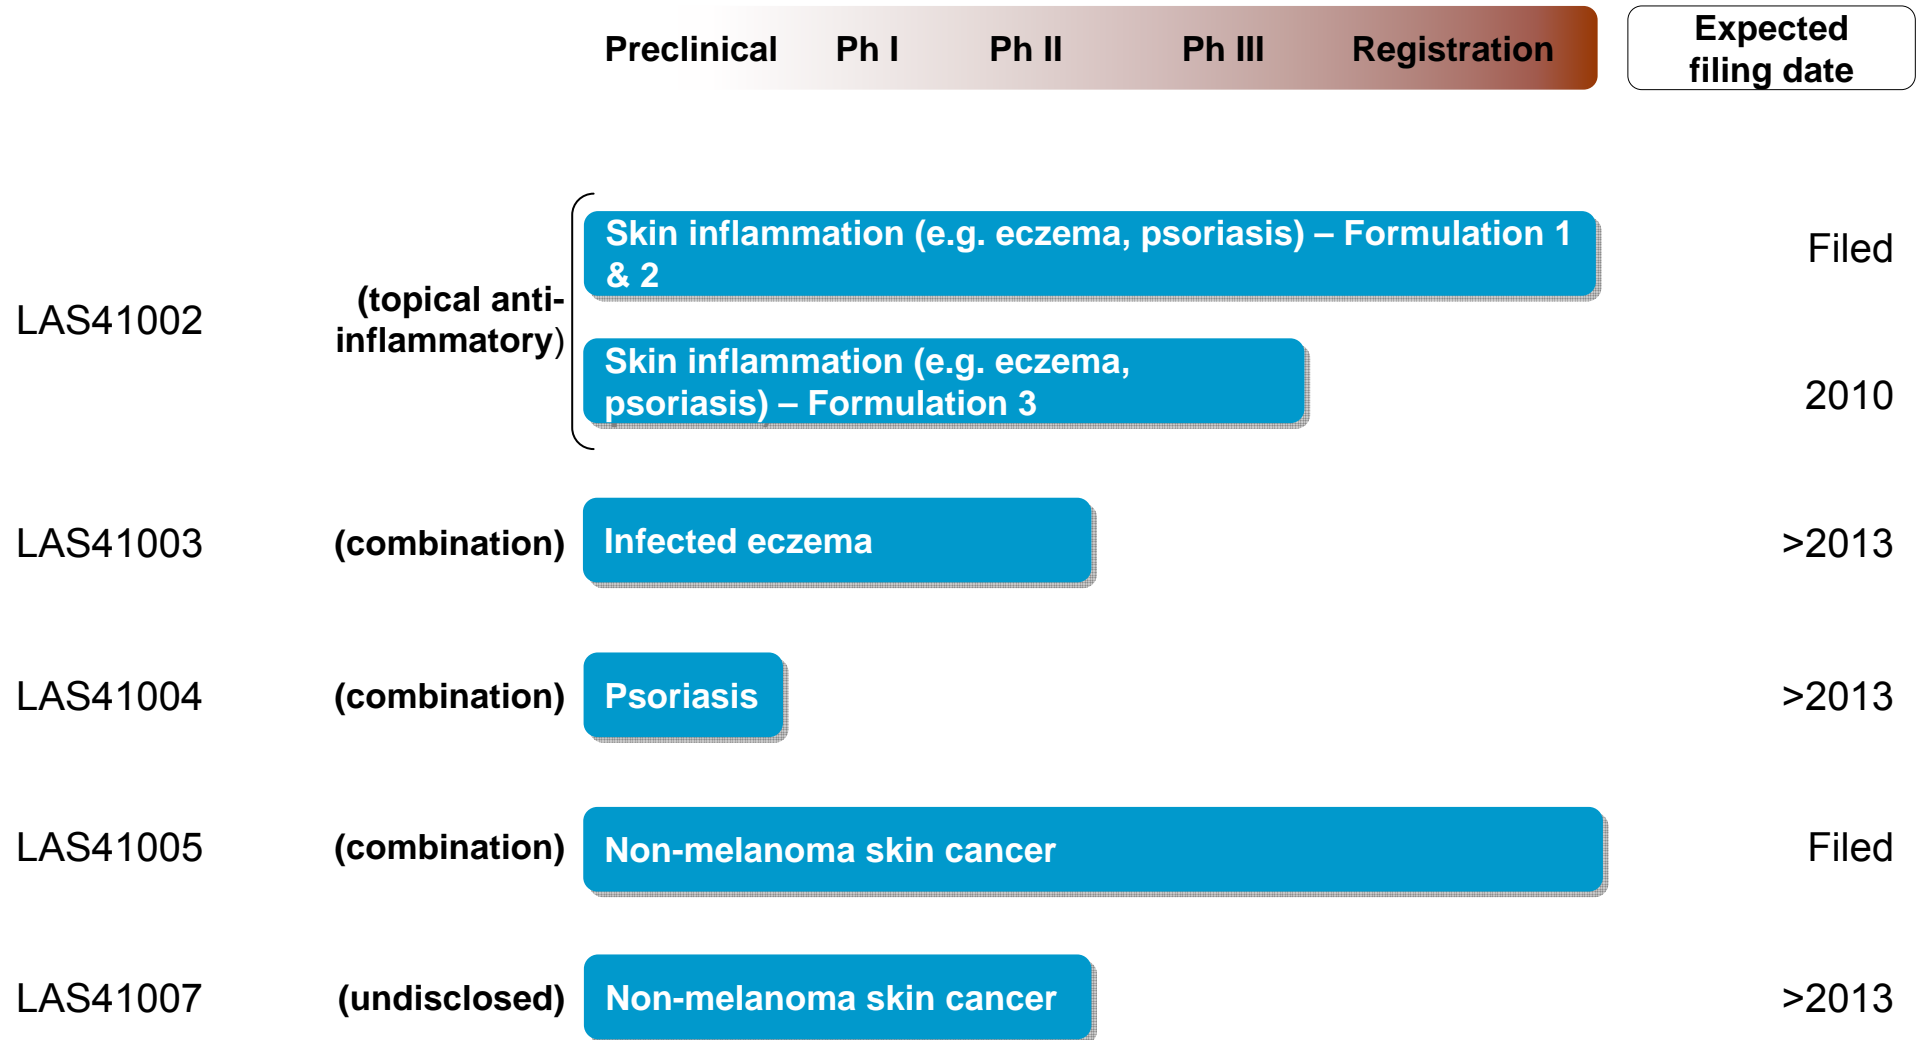 Preclinical Ph I Ph II Ph III Registration
Expected
filing date
Skin inflammation (e.g. eczema, psoriasis) – Formulation 1
& 2
Filed
LAS41002
(topical anti-
inflammatory)
Skin inflammation (e.g. eczema,
psoriasis) – Formulation 3
2010
LAS41003 (combination) Infected eczema >2013
LAS41004 (combination) Psoriasis >2013
LAS41005 (combination) Non-melanoma skin cancer Filed
LAS41007 (undisclosed) Non-melanoma skin cancer >2013